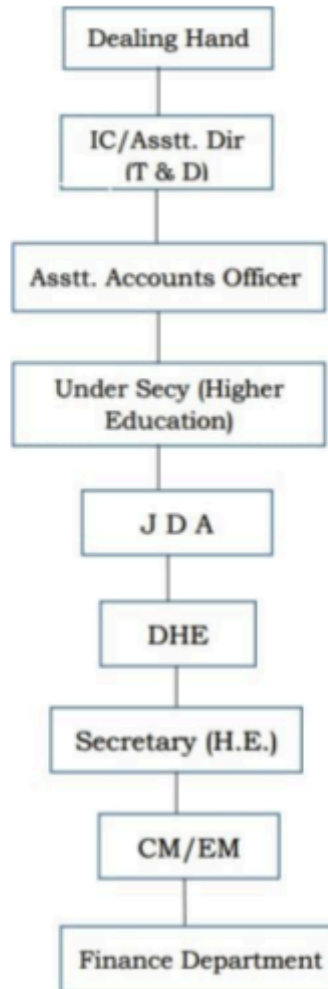 Dealing Hand
IC/Asstt. Dir
(T & D)
Asstt. Accounts Officer
Under Secy (Higher
Education)
J D A
DHE
Secretary (H.E.)
CM/EM
Finance Department